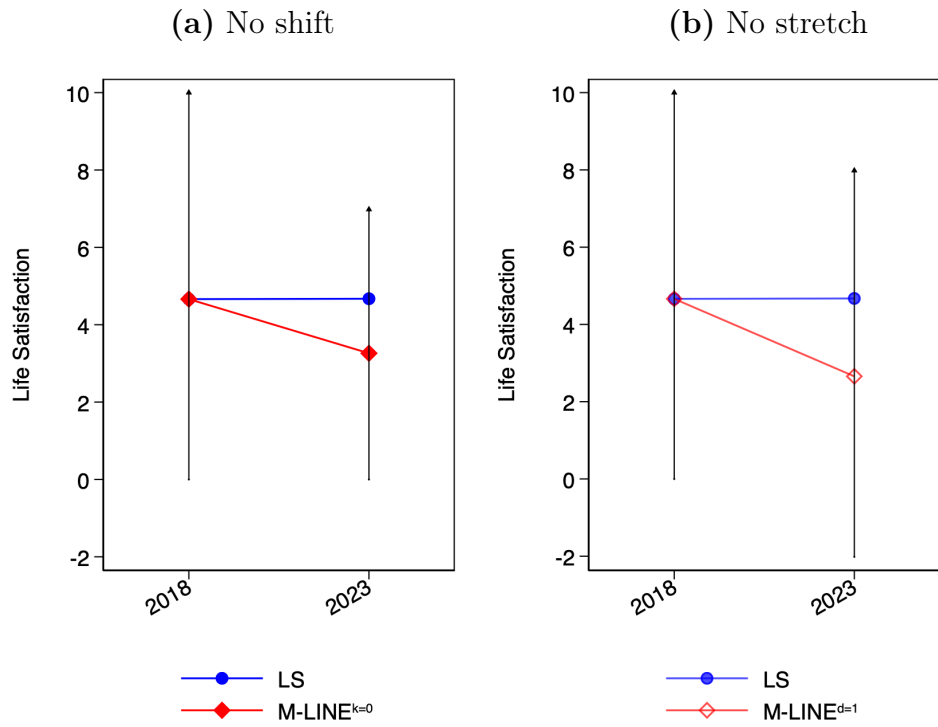 (a) No shift
(b) No stretch
Life Satisfaction
10
8
6
4
2
0
-2
2018
2023
LS
M-LINEᵏ⁼⁰
Life Satisfaction
10
8
6
4
2
0
-2
2018
2023
LS
M-LINEᵈ⁼¹